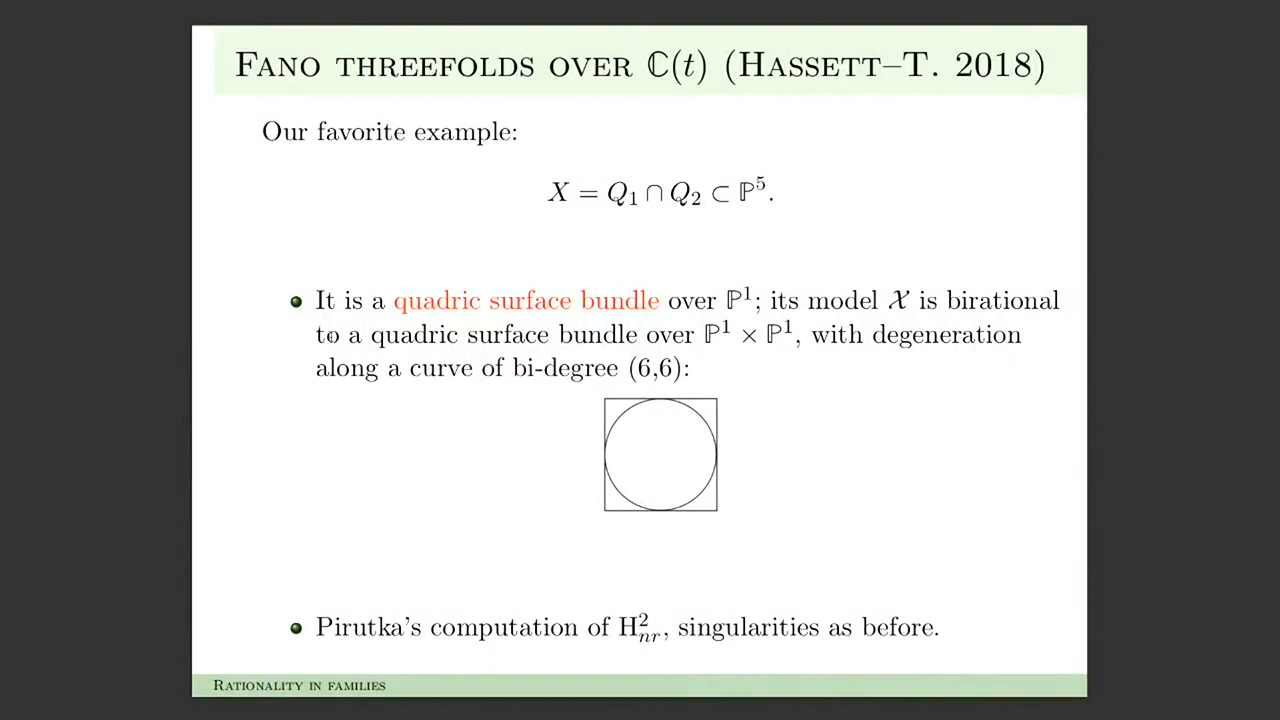 Fano threefolds over ℂ(t) (Hassett–T. 2018)
Our favorite example:
X = Q₁ ∩ Q₂ ⊂ ℙ⁵.
It is a quadric surface bundle over ℙ¹; its model 𝒳 is birational
to a quadric surface bundle over ℙ¹ × ℙ¹, with degeneration
along a curve of bi-degree (6,6):
Pirutka's computation of H²ₙᵣ, singularities as before.
Rationality in families